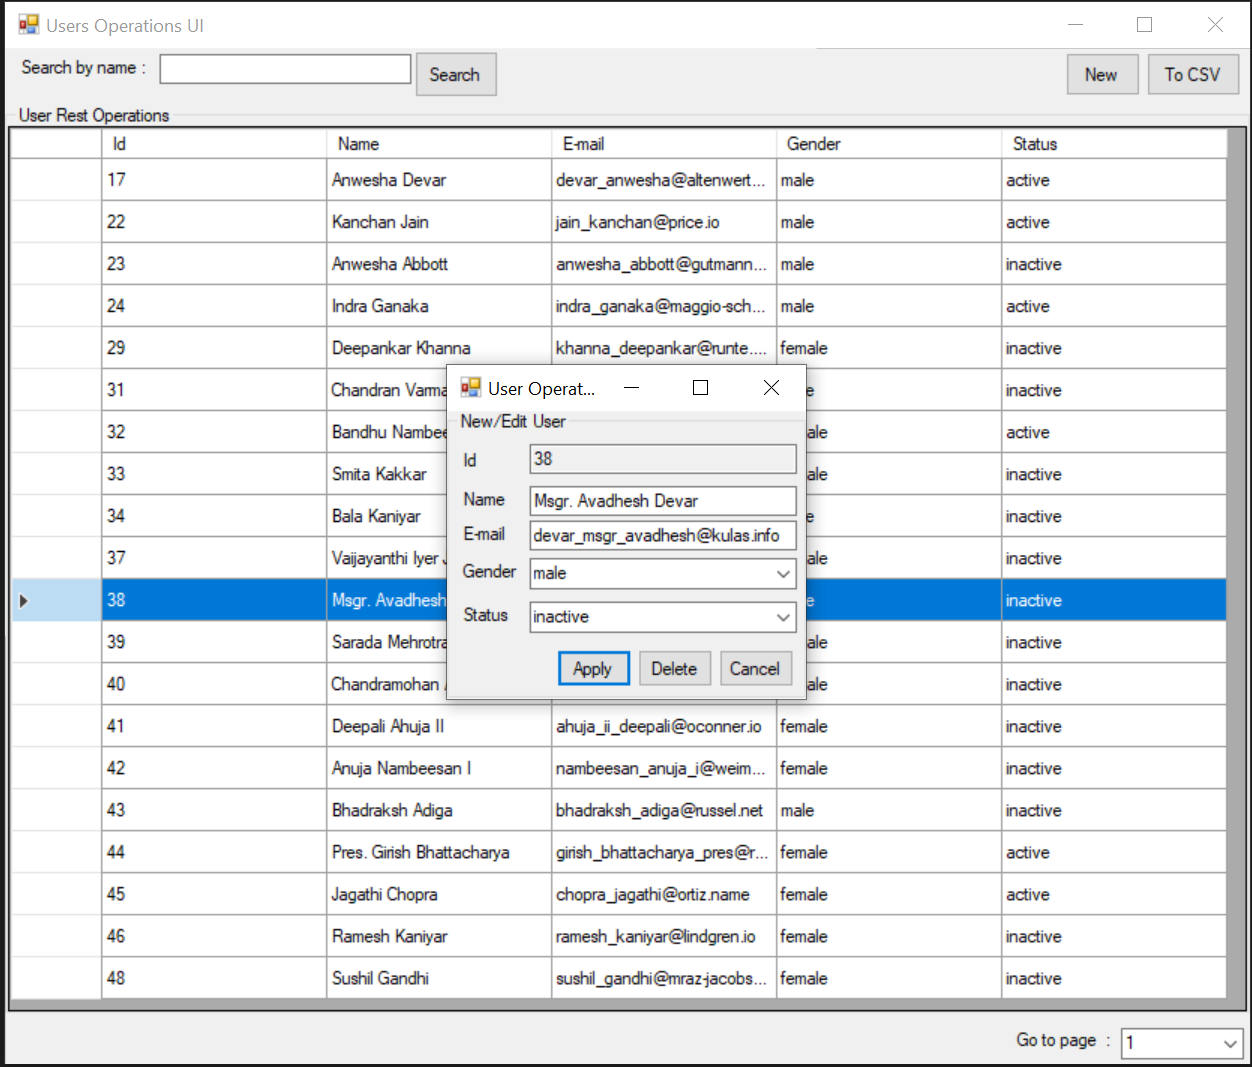 Users Operations UI
Search by name :
Search
New
To CSV
User Rest Operations
Id Name E-mail Gender Status
17 Anwesha Devar devar_anwesha@altenwert... male active
22 Kanchan Jain jain_kanchan@price.io male active
23 Anwesha Abbott anwesha_abbott@gutmann... male inactive
24 Indra Ganaka indra_ganaka@maggio-sch... male active
29 Deepankar Khanna khanna_deepankar@runte.... female inactive
31 Chandran Varma inactive
32 Bandhu active
33 Smita Kakkar inactive
34 Bala Kaniyar inactive
37 Vaijayanthi Iyer inactive
38 Msgr. Avadhesh inactive
39 Sarada Mehrotra inactive
40 Chandramohan inactive
41 Deepali Ahuja II ahuja_ii_deepali@oconner.io female inactive
42 Anuja Nambeesan I nambeesan_anuja_i@weim... female inactive
43 Bhadraksh Adiga bhadraksh_adiga@russel.net male inactive
44 Pres. Girish Bhattacharya girish_bhattacharya_pres@r... female active
45 Jagathi Chopra chopra_jagathi@ortiz.name female active
46 Ramesh Kaniyar ramesh_kaniyar@lindgren.io female inactive
48 Sushil Gandhi sushil_gandhi@mraz-jacobs... female inactive
User Operat...
New/Edit User
Id 38
Name Msgr. Avadhesh Devar
E-mail devar_msgr_avadhesh@kulas.info
Gender male
Status inactive
Apply Delete Cancel
Go to page : 1